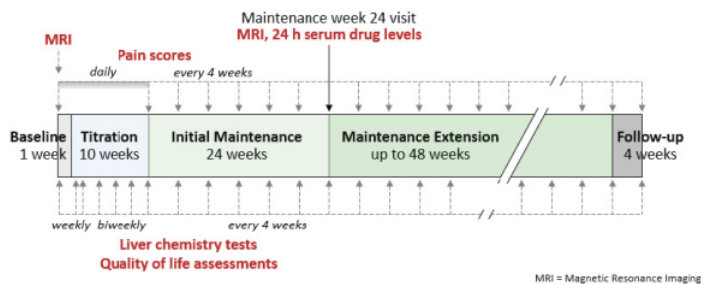 Maintenance week 24 visit
MRI
MRI, 24 h serum drug levels
Pain scores
daily
every 4 weeks
Baseline
1 week
Titration
10 weeks
Initial Maintenance
24 weeks
Maintenance Extension
up to 48 weeks
Follow-up
4 weeks
weekly
biweekly
every 4 weeks
Liver chemistry tests
Quality of life assessments
MRI = Magnetic Resonance Imaging